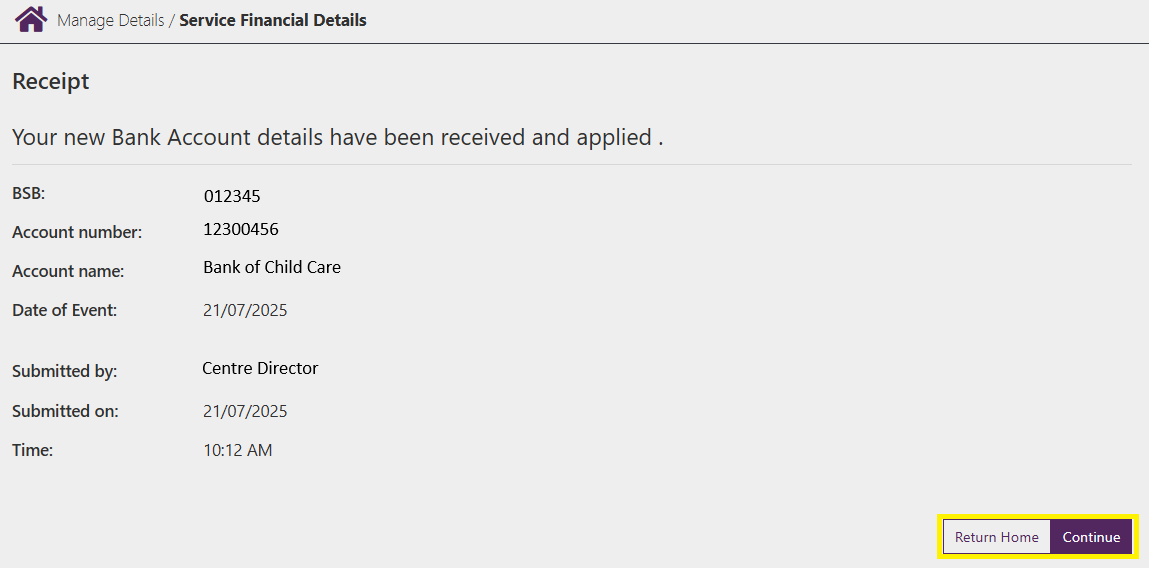 Manage Details / Service Financial Details
Receipt
Your new Bank Account details have been received and applied .
BSB: 012345
Account number: 12300456
Account name: Bank of Child Care
Date of Event: 21/07/2025
Submitted by: Centre Director
Submitted on: 21/07/2025
Time: 10:12 AM
Return Home Continue